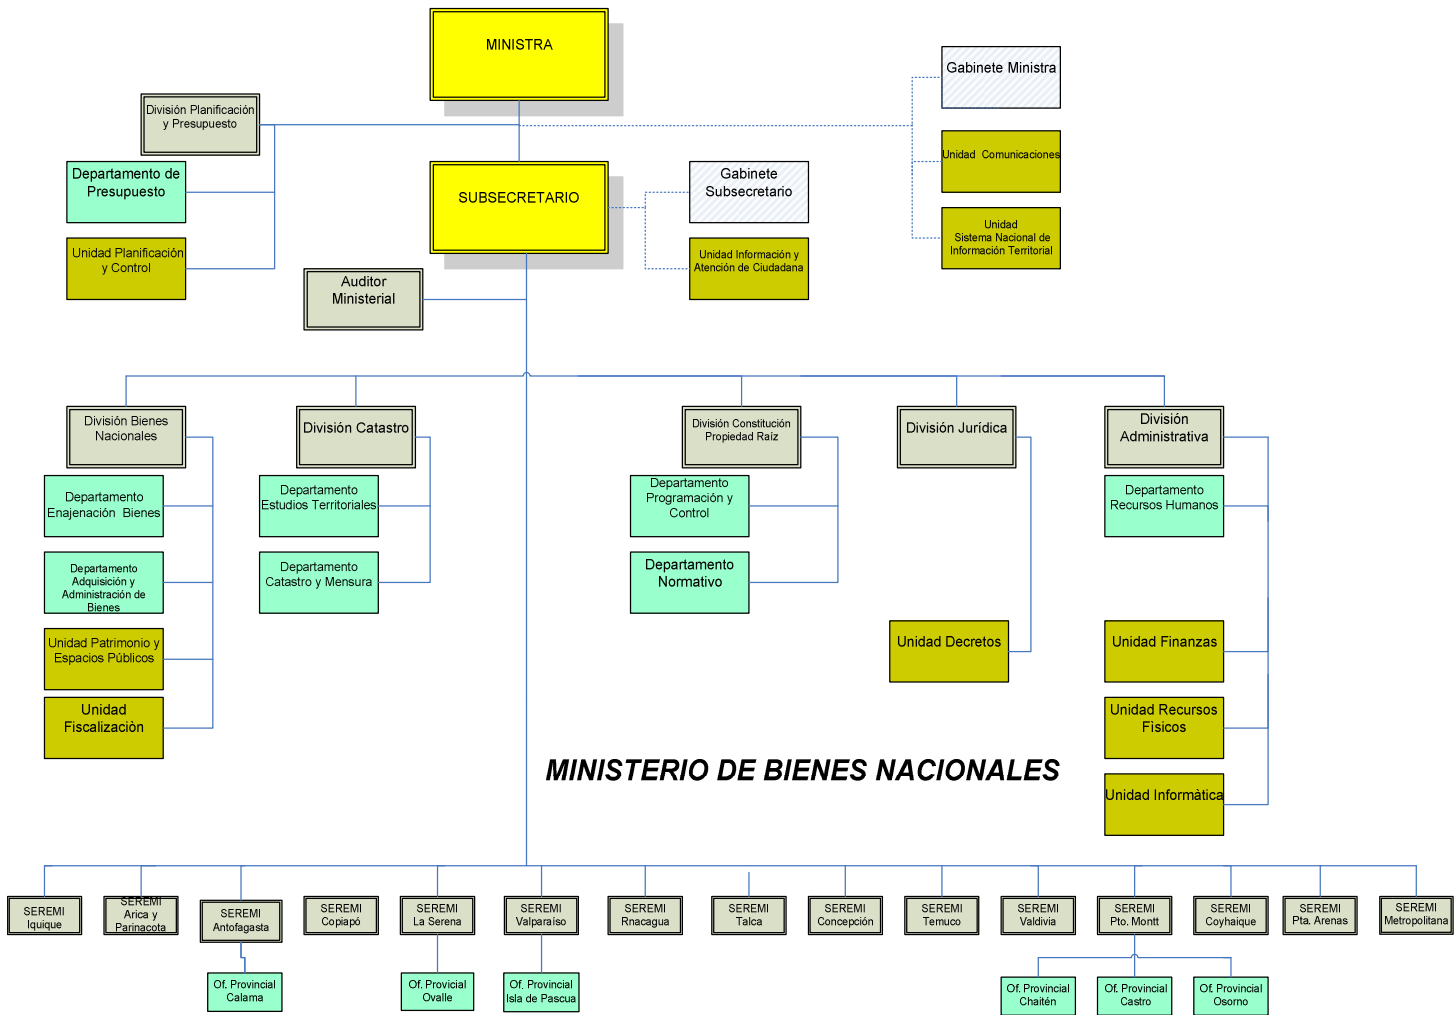 MINISTRA
Gabinete Ministra
División Planificación
y Presupuesto
Unidad  Comunicaciones
Departamento de
Presupuesto
SUBSECRETARIO
Gabinete
Subsecretario
Unidad
Sistema Nacional de
Información Territorial
Unidad Planificación
y Control
Unidad Información y
Atención de Ciudadana
Auditor
Ministerial
División Bienes
Nacionales
División Catastro
División Constitución
Propiedad Raíz
División Jurídica
División
Administrativa
Departamento
Enajenación  Bienes
Departamento
Estudios Territoriales
Departamento
Programación y
Control
Departamento
Recursos Humanos
Departamento
Adquisición y
Administración de
Bienes
Departamento
Catastro y Mensura
Departamento
Normativo
Unidad Patrimonio y
Espacios Públicos
Unidad Decretos
Unidad Finanzas
Unidad
Fiscalizaciòn
Unidad Recursos
Fìsicos
MINISTERIO DE BIENES NACIONALES
Unidad Informàtica
SEREMI
Iquique
SEREMI
Arica y
Parinacota
SEREMI
Antofagasta
SEREMI
Copiapó
SEREMI
La Serena
SEREMI
Valparaíso
SEREMI
Rnacagua
SEREMI
Talca
SEREMI
Concepción
SEREMI
Temuco
SEREMI
Valdivia
SEREMI
Pto. Montt
SEREMI
Coyhaique
SEREMI
Pta. Arenas
SEREMI
Metropolitana
Of. Provincial
Calama
Of. Provicial
Ovalle
Of. Provincial
Isla de Pascua
Of. Provincial
Chaitén
Of. Provincial
Castro
Of. Provincial
Osorno